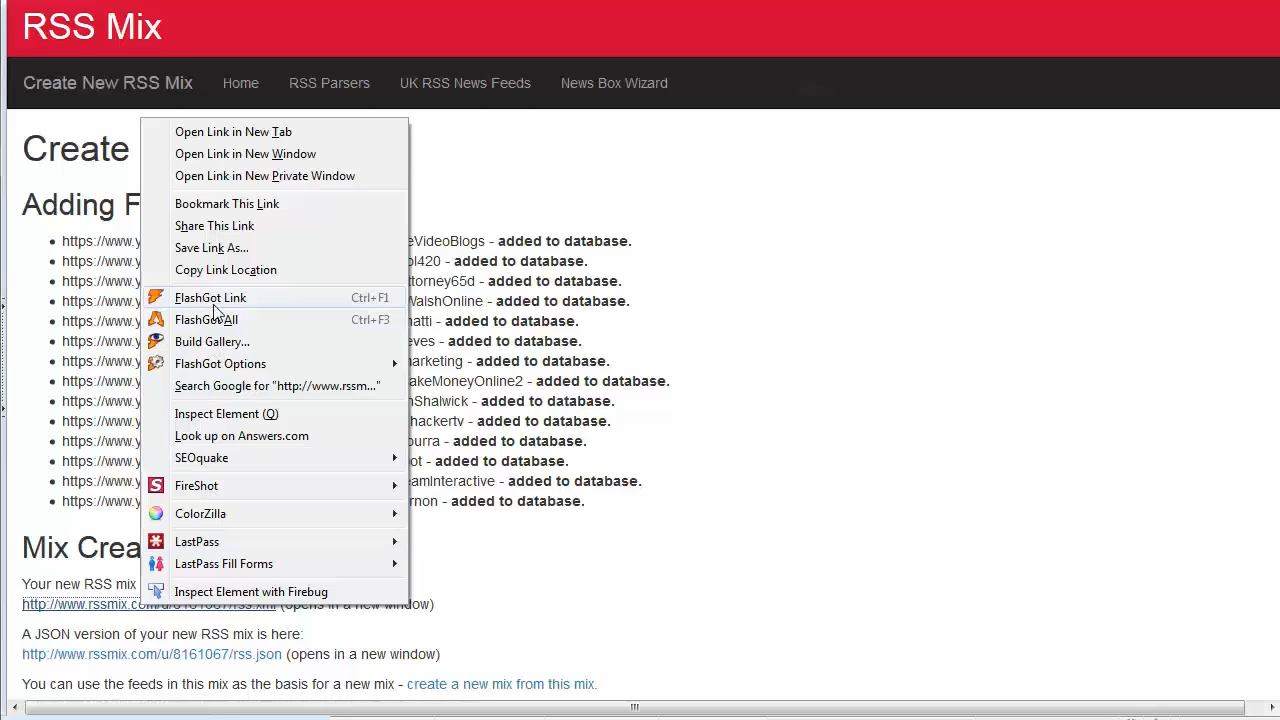 RSS Mix
Create New RSS Mix Home RSS Parsers UK RSS News Feeds News Box Wizard
Create
Adding F
https://www.y eVideoBlogs - added to database.
https://www.y ol420 - added to database.
https://www.y ttorney65d - added to database.
https://www.y WalshOnline - added to database.
https://www.y hatti - added to database.
https://www.y eves - added to database.
https://www.y narketing - added to database.
https://www.y akeMoneyOnline2 - added to database.
https://www.y nShalwick - added to database.
https://www.y hackertv - added to database.
https://www.y ourra - added to database.
https://www.y ot - added to database.
https://www.y eamInteractive - added to database.
https://www.y rnon - added to database.
Mix Crea
Your new RSS mix
http://www.rssmix.com/u/8161067/rss.xml (opens in a new window)
A JSON version of your new RSS mix is here:
http://www.rssmix.com/u/8161067/rss.json (opens in a new window)
You can use the feeds in this mix as the basis for a new mix - create a new mix from this mix.
Open Link in New Tab
Open Link in New Window
Open Link in New Private Window
Bookmark This Link
Share This Link
Save Link As...
Copy Link Location
FlashGot Link Ctrl+F1
FlashGot All Ctrl+F3
Build Gallery...
FlashGot Options
Search Google for "http://www.rssm..."
Inspect Element (Q)
Look up on Answers.com
SEOquake
FireShot
ColorZilla
LastPass
LastPass Fill Forms
Inspect Element with Firebug